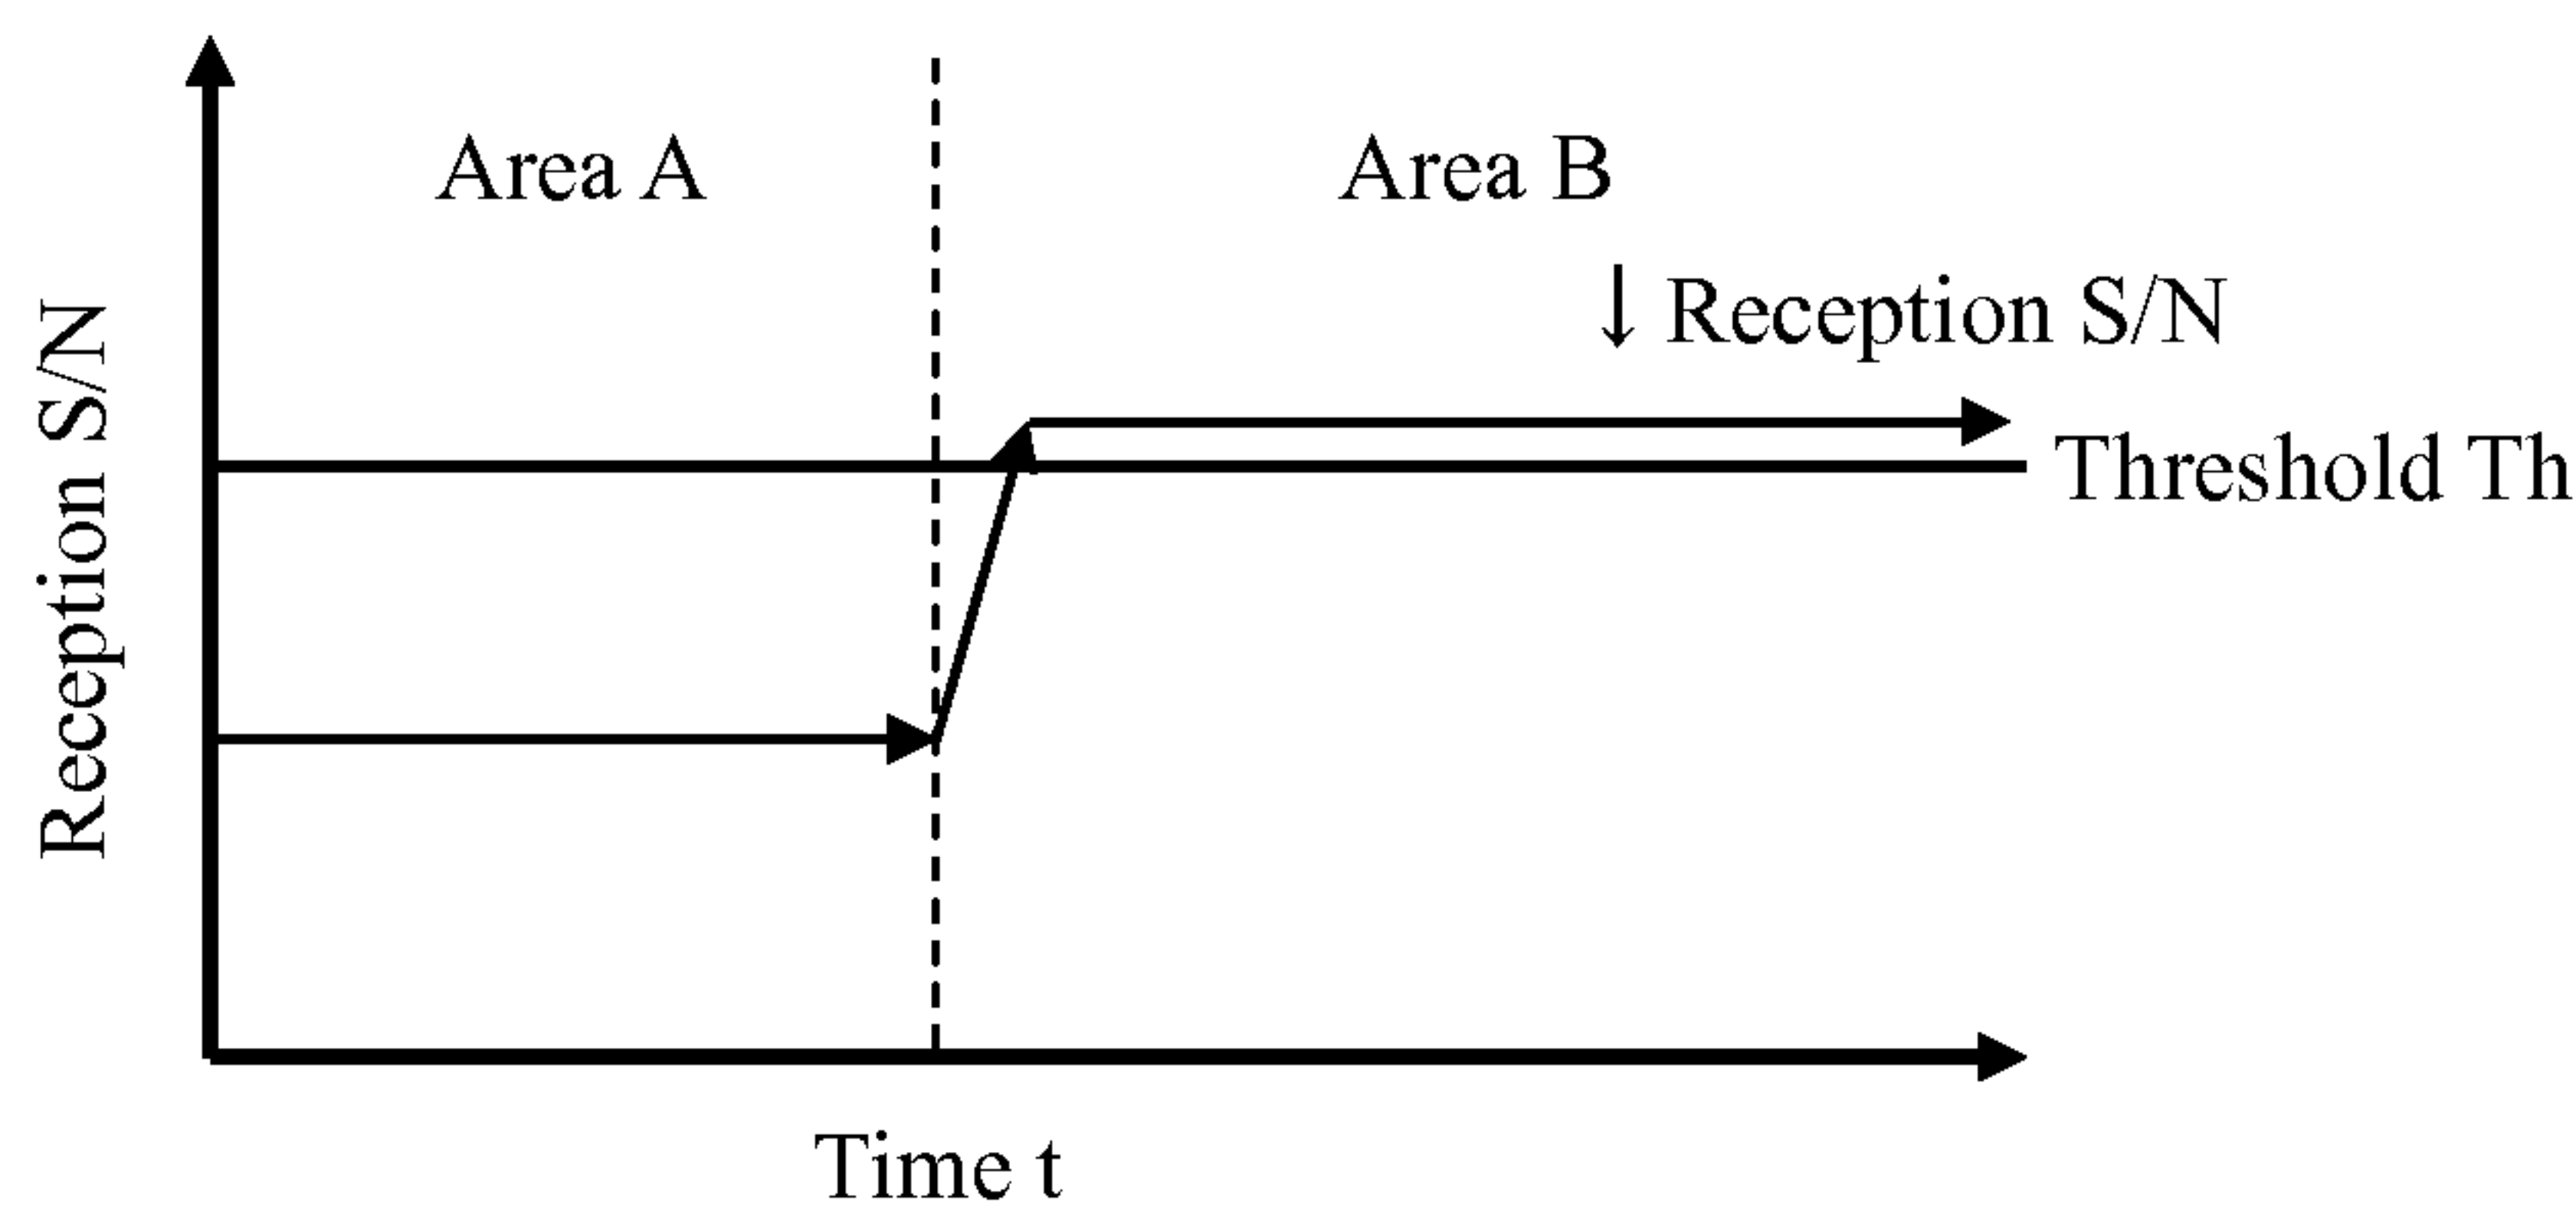 Area A
Area B
↓ Reception S/N
Threshold Th
Reception S/N
Time t